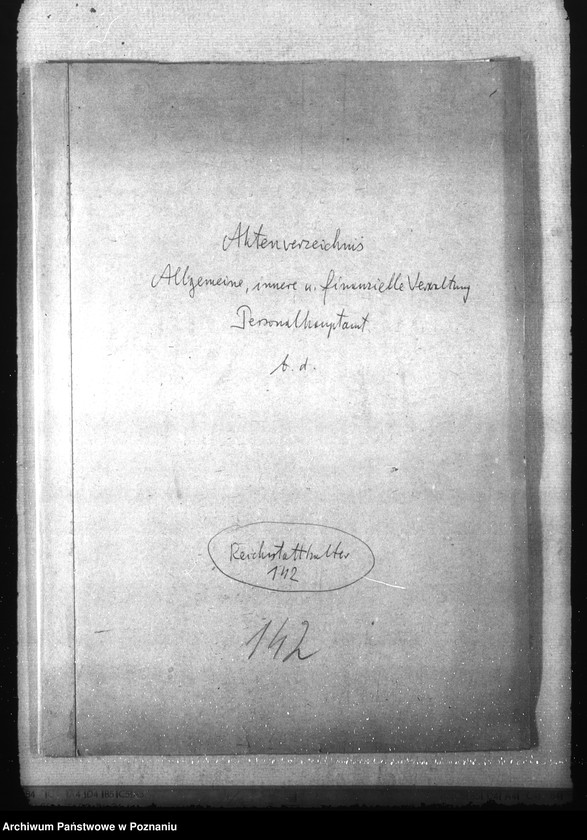 Aktenverzeichnis
Allgemeine, innere u. finanzielle Verwaltung
Personalhauptamt
b. d.
Reichsstatthalter
142
142
Archiwum Państwowe w Poznaniu